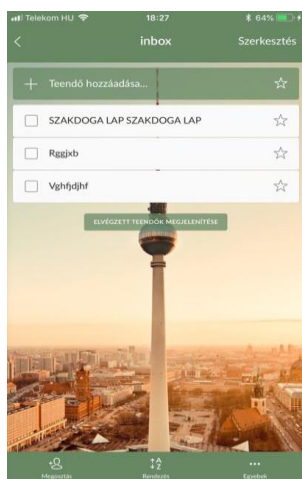 Telekom HU 18:27 64%
inbox Szerkesztés
Teendő hozzáadása...
SZAKDOGA LAP SZAKDOGA LAP
Rggjxb
Vghfjdjhf
ELVÉGZETT TEENDŐK MEGJELENÍTÉSE
Megosztás Rendezés Egyebek